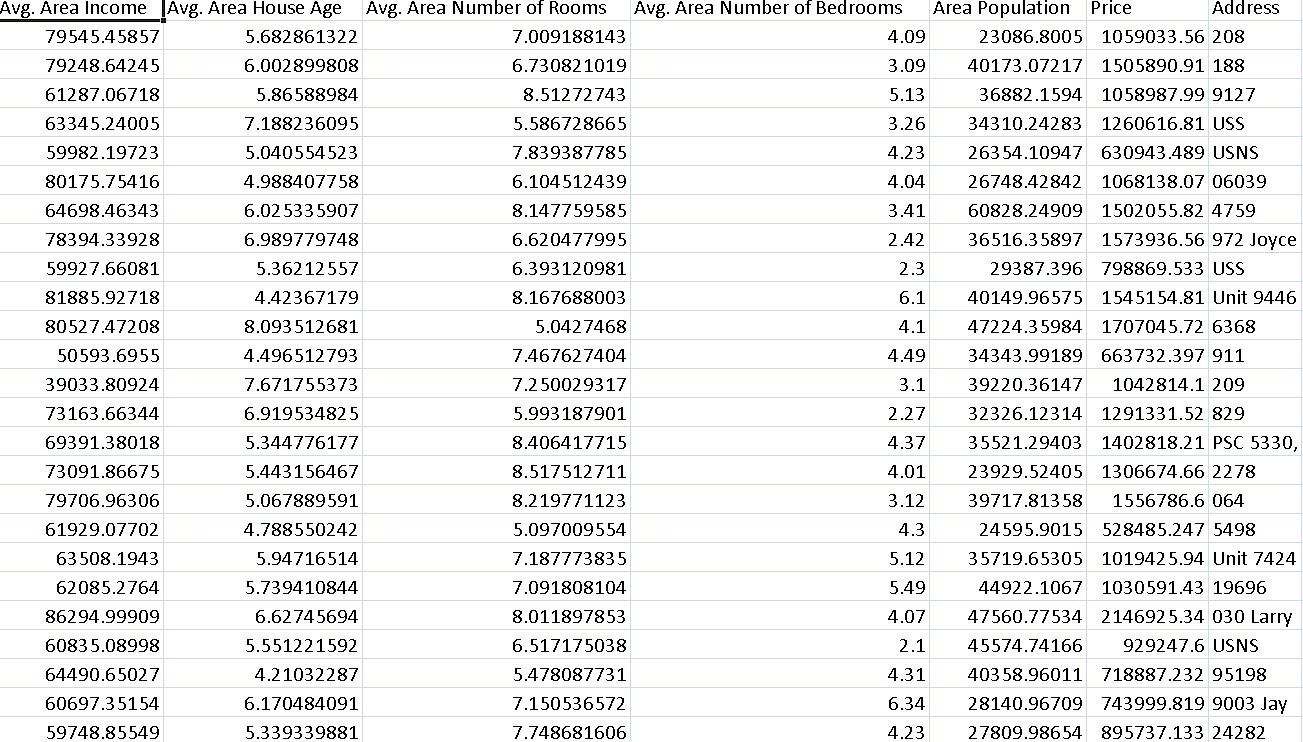 Avg. Area Income Avg. Area House Age Avg. Area Number of Rooms Avg. Area Number of Bedrooms Area Population Price Address
79545.45857 5.682861322 7.009188143 4.09 23086.8005 1059033.56 208
79248.64245 6.002899808 6.730821019 3.09 40173.07217 1505890.91 188
61287.06718 5.86588984 8.51272743 5.13 36882.1594 1058987.99 9127
63345.24005 7.188236095 5.586728665 3.26 34310.24283 1260616.81 USS
59982.19723 5.040554523 7.839387785 4.23 26354.10947 630943.489 USNS
80175.75416 4.988407758 6.104512439 4.04 26748.42842 1068138.07 06039
64698.46343 6.025335907 8.147759585 3.41 60828.24909 1502055.82 4759
78394.33928 6.989779748 6.620477995 2.42 36516.35897 1573936.56 972 Joyce
59927.66081 5.36212557 6.393120981 2.3 29387.396 798869.533 USS
81885.92718 4.42367179 8.167688003 6.1 40149.96575 1545154.81 Unit 9446
80527.47208 8.093512681 5.0427468 4.1 47224.35984 1707045.72 6368
50593.6955 4.496512793 7.467627404 4.49 34343.99189 663732.397 911
39033.80924 7.671755373 7.250029317 3.1 39220.36147 1042814.1 209
73163.66344 6.919534825 5.993187901 2.27 32326.12314 1291331.52 829
69391.38018 5.344776177 8.406417715 4.37 35521.29403 1402818.21 PSC 5330,
73091.86675 5.443156467 8.517512711 4.01 23929.52405 1306674.66 2278
79706.96306 5.067889591 8.219771123 3.12 39717.81358 1556786.6 064
61929.07702 4.788550242 5.097009554 4.3 24595.9015 528485.247 5498
63508.1943 5.94716514 7.187773835 5.12 35719.65305 1019425.94 Unit 7424
62085.2764 5.739410844 7.091808104 5.49 44922.1067 1030591.43 19696
86294.99909 6.62745694 8.011897853 4.07 47560.77534 2146925.34 030 Larry
60835.08998 5.551221592 6.517175038 2.1 45574.74166 929247.6 USNS
64490.65027 4.21032287 5.478087731 4.31 40358.96011 718887.232 95198
60697.35154 6.170484091 7.150536572 6.34 28140.96709 743999.819 9003 Jay
59748.85549 5.339339881 7.748681606 4.23 27809.98654 895737.133 24282